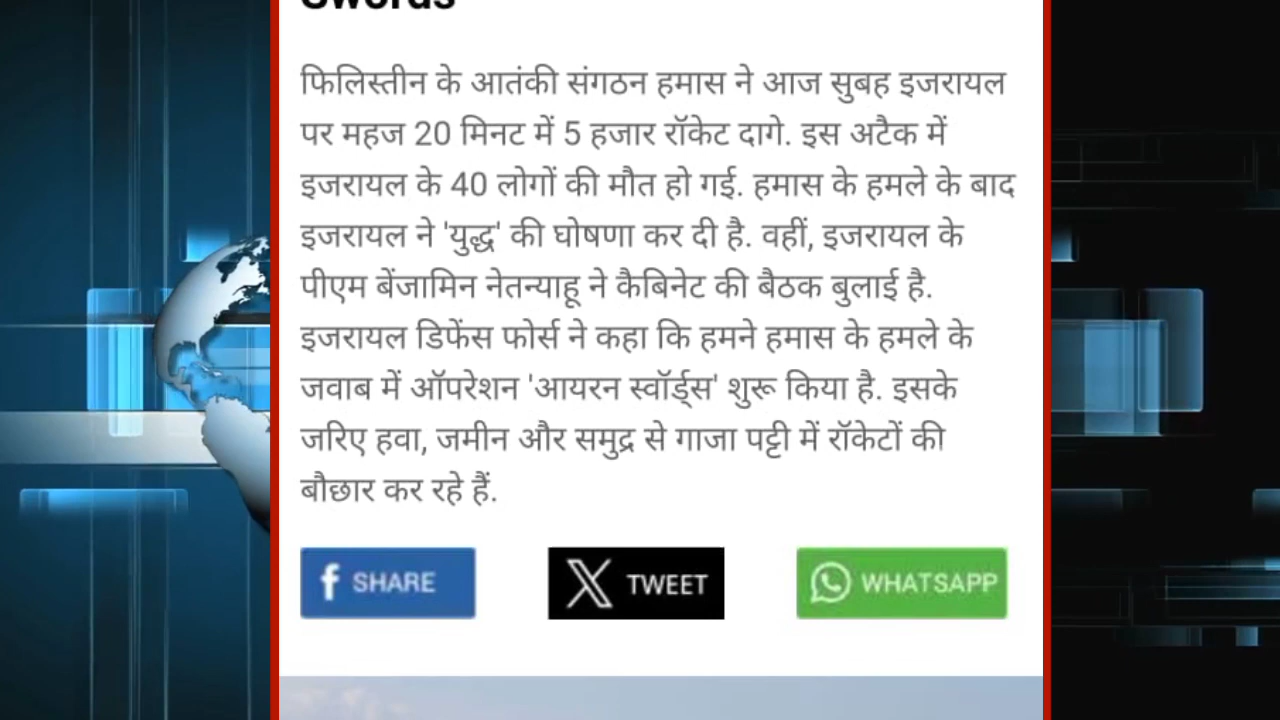 Swords
फिलिस्तीन के आतंकी संगठन हमास ने आज सुबह इजरायल
पर महज 20 मिनट में 5 हजार रॉकेट दागे. इस अटैक में
इजरायल के 40 लोगों की मौत हो गई. हमास के हमले के बाद
इजरायल ने 'युद्ध' की घोषणा कर दी है. वहीं, इजरायल के
पीएम बेंजामिन नेतन्याहू ने कैबिनेट की बैठक बुलाई है.
इजरायल डिफेंस फोर्स ने कहा कि हमने हमास के हमले के
जवाब में ऑपरेशन 'आयरन स्वॉर्ड्स' शुरू किया है. इसके
जरिए हवा, जमीन और समुद्र से गाजा पट्टी में रॉकेटों की
बौछार कर रहे हैं.
f SHARE
X TWEET
WHATSAPP